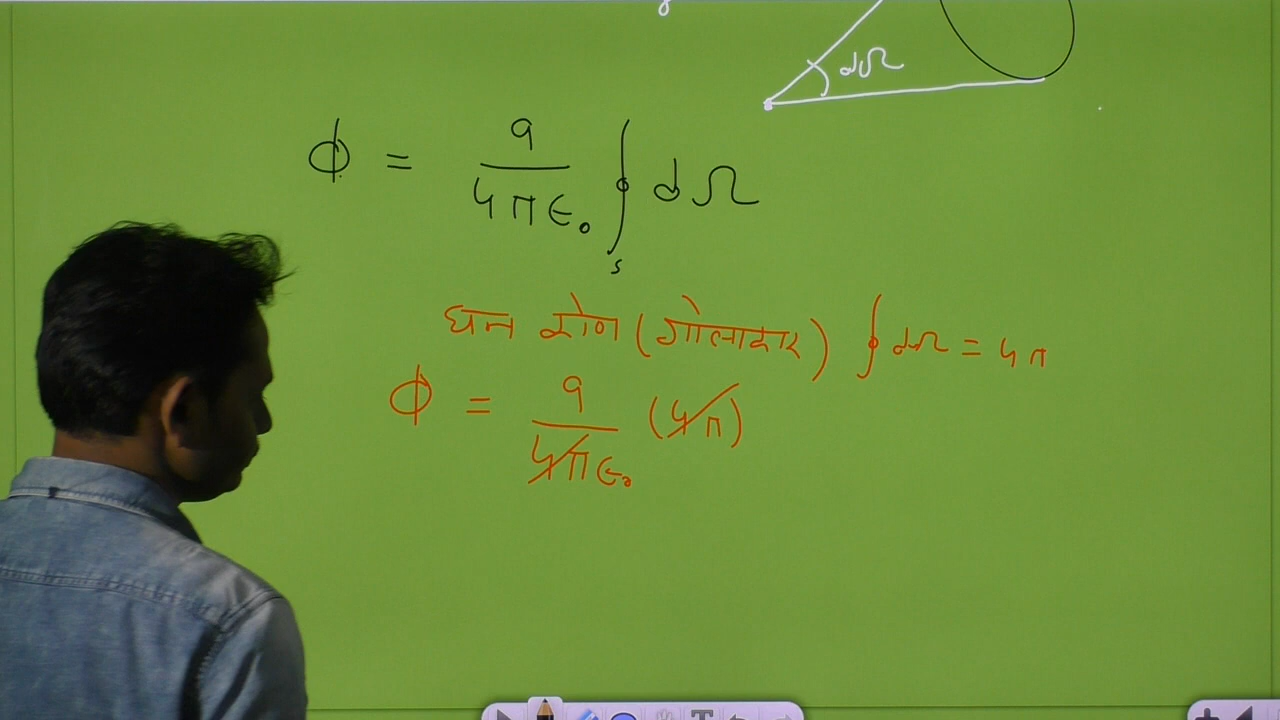 dΩ
ϕ = q / 4πϵ₀ ∮s dΩ
घन कोण (गोलाकार) ∮ dΩ = 4π
ϕ = q / 4πϵ₀ (4π)